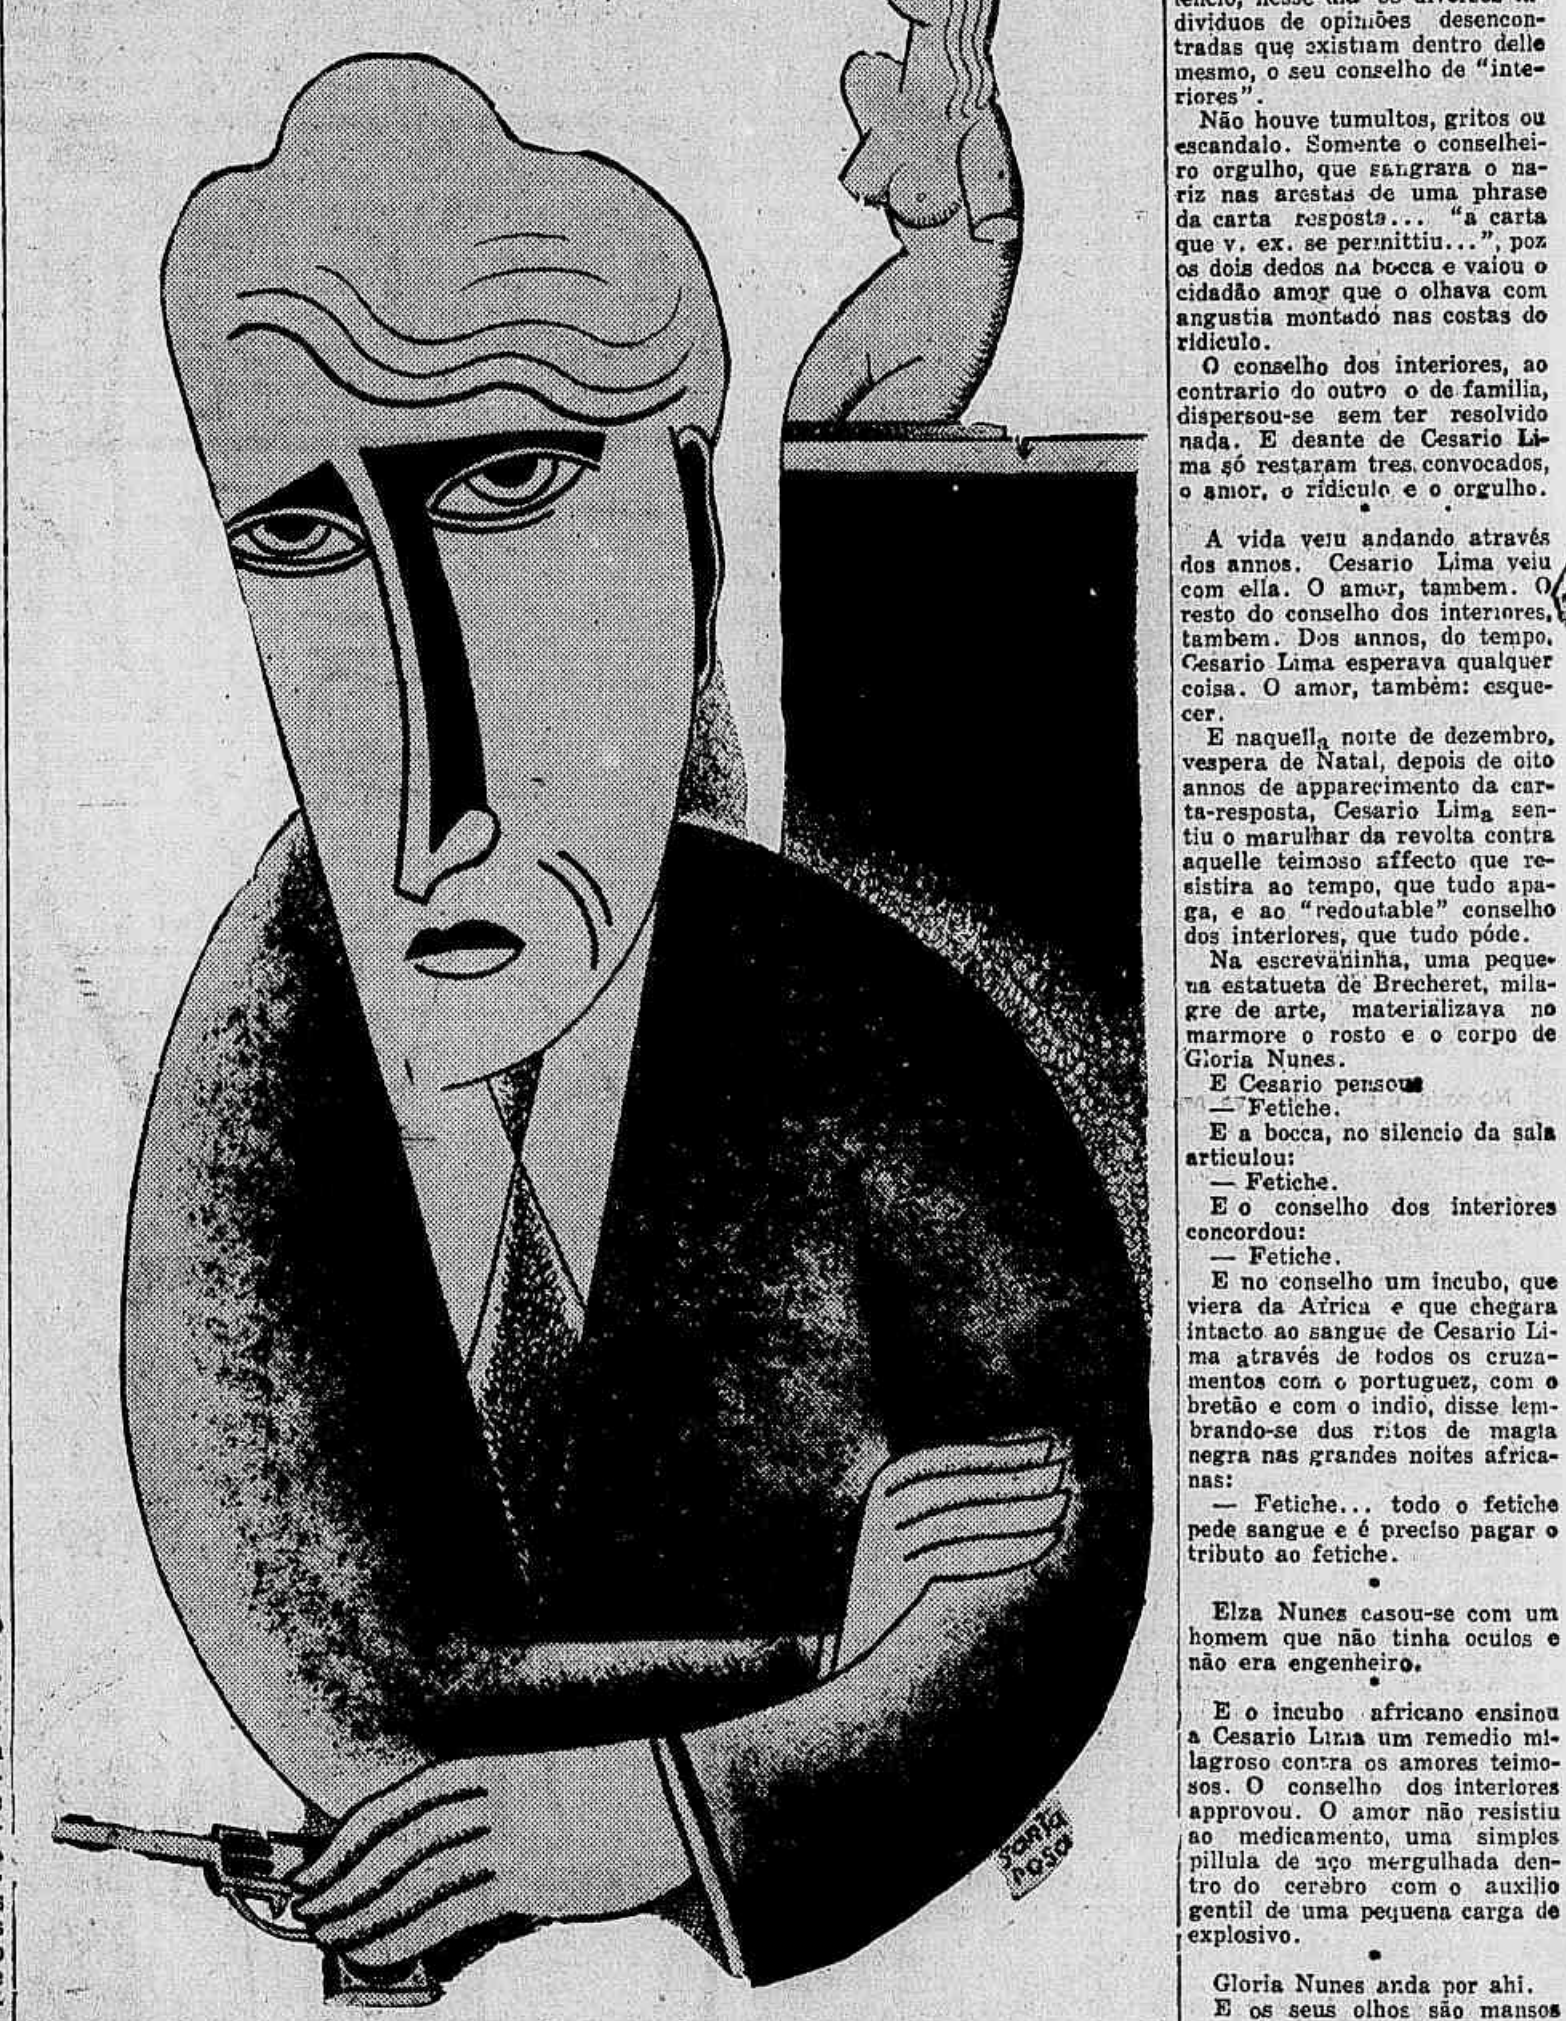 dividuos de opiniões desencon-
tradas que existiam dentro delle
mesmo, o seu conselho de "inte-
riores".
Não houve tumultos, gritos ou
escandalo. Somente o conselhei-
ro orgulho, que sangrara o na-
riz nas arestas de uma phrase
da carta resposta... "a carta
que v. ex. se permittiu...", poz
os dois dedos na bocca e vaiou o
cidadão amor que o olhava com
angustia montado nas costas do
ridiculo.
O conselho dos interiores, ao
contrario do outro o de familia,
dispersou-se sem ter resolvido
nada. E deante de Cesario Li-
ma só restaram tres convocados,
o amor, o ridiculo e o orgulho.
A vida veiu andando através
dos annos. Cesario Lima veiu
com ella. O amor, tambem. O
resto do conselho dos interiores,
tambem. Dos annos, do tempo,
Cesario Lima esperava qualquer
coisa. O amor, também: esque-
cer.
E naquella noite de dezembro,
vespera de Natal, depois de oito
annos de apparecimento da car-
ta-resposta, Cesario Lima sen-
tiu o marulhar da revolta contra
aquelle teimoso affecto que re-
sistira ao tempo, que tudo apa-
ga, e ao "redoutable" conselho
dos interiores, que tudo póde.
Na escrevaninha, uma peque-
na estatueta de Brecheret, mila-
gre de arte, materializava no
marmore o rosto e o corpo de
Gloria Nunes.
E Cesario pensou
— Fetiche.
E a bocca, no silencio da sala
articulou:
— Fetiche.
E o conselho dos interiores
concordou:
— Fetiche.
E no conselho um incubo, que
viera da Africa e que chegara
intacto ao sangue de Cesario Li-
ma através de todos os cruza-
mentos com o portuguez, com o
bretão e com o indio, disse lem-
brando-se dos ritos de magia
negra nas grandes noites africa-
nas:
— Fetiche... todo o fetiche
pede sangue e é preciso pagar o
tributo ao fetiche.
Elza Nunes casou-se com um
homem que não tinha oculos e
não era engenheiro.
E o incubo africano ensinou
a Cesario Lima um remedio mi-
lagroso contra os amores teimo-
sos. O conselho dos interiores
approvou. O amor não resistiu
ao medicamento, uma simples
pillula de aço mergulhada den-
tro do cerebro com o auxilio
gentil de uma pequena carga de
explosivo.
Gloria Nunes anda por ahi.
E os seus olhos são mansos
santa
rosa